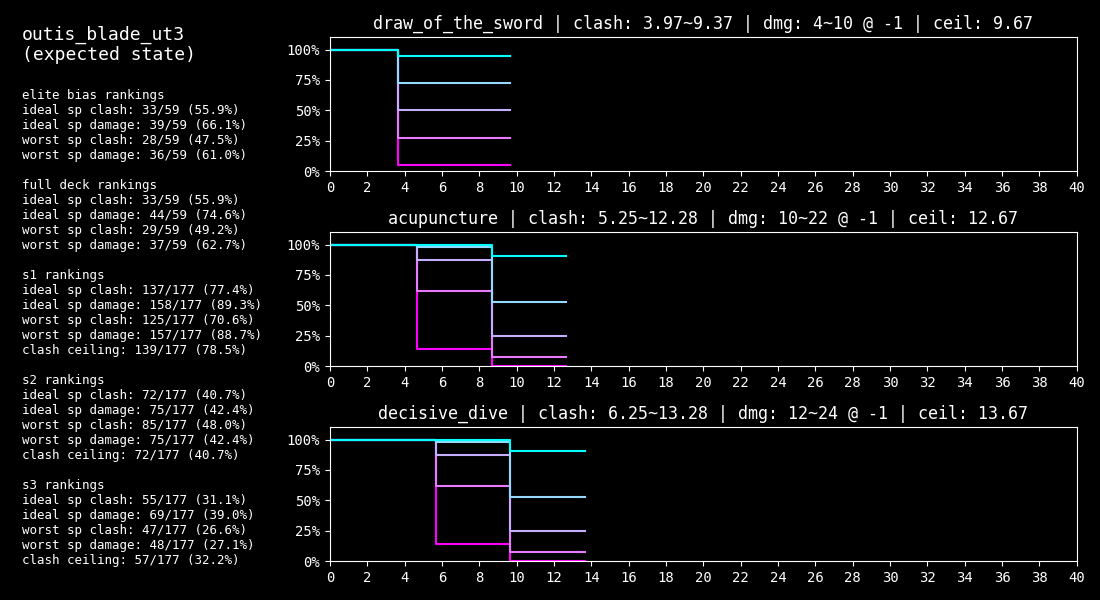 outis_blade_ut3
(expected state)
elite bias rankings
ideal sp clash: 33/59 (55.9%)
ideal sp damage: 39/59 (66.1%)
worst sp clash: 28/59 (47.5%)
worst sp damage: 36/59 (61.0%)
full deck rankings
ideal sp clash: 33/59 (55.9%)
ideal sp damage: 44/59 (74.6%)
worst sp clash: 29/59 (49.2%)
worst sp damage: 37/59 (62.7%)
s1 rankings
ideal sp clash: 137/177 (77.4%)
ideal sp damage: 158/177 (89.3%)
worst sp clash: 125/177 (70.6%)
worst sp damage: 157/177 (88.7%)
clash ceiling: 139/177 (78.5%)
s2 rankings
ideal sp clash: 72/177 (40.7%)
ideal sp damage: 75/177 (42.4%)
worst sp clash: 85/177 (48.0%)
worst sp damage: 75/177 (42.4%)
clash ceiling: 72/177 (40.7%)
s3 rankings
ideal sp clash: 55/177 (31.1%)
ideal sp damage: 69/177 (39.0%)
worst sp clash: 47/177 (26.6%)
worst sp damage: 48/177 (27.1%)
clash ceiling: 57/177 (32.2%)
draw_of_the_sword | clash: 3.97~9.37 | dmg: 4~10 @ -1 | ceil: 9.67
100%
75%
50%
25%
0%
0 2 4 6 8 10 12 14 16 18 20 22 24 26 28 30 32 34 36 38 40
acupuncture | clash: 5.25~12.28 | dmg: 10~22 @ -1 | ceil: 12.67
100%
75%
50%
25%
0%
0 2 4 6 8 10 12 14 16 18 20 22 24 26 28 30 32 34 36 38 40
decisive_dive | clash: 6.25~13.28 | dmg: 12~24 @ -1 | ceil: 13.67
100%
75%
50%
25%
0%
0 2 4 6 8 10 12 14 16 18 20 22 24 26 28 30 32 34 36 38 40